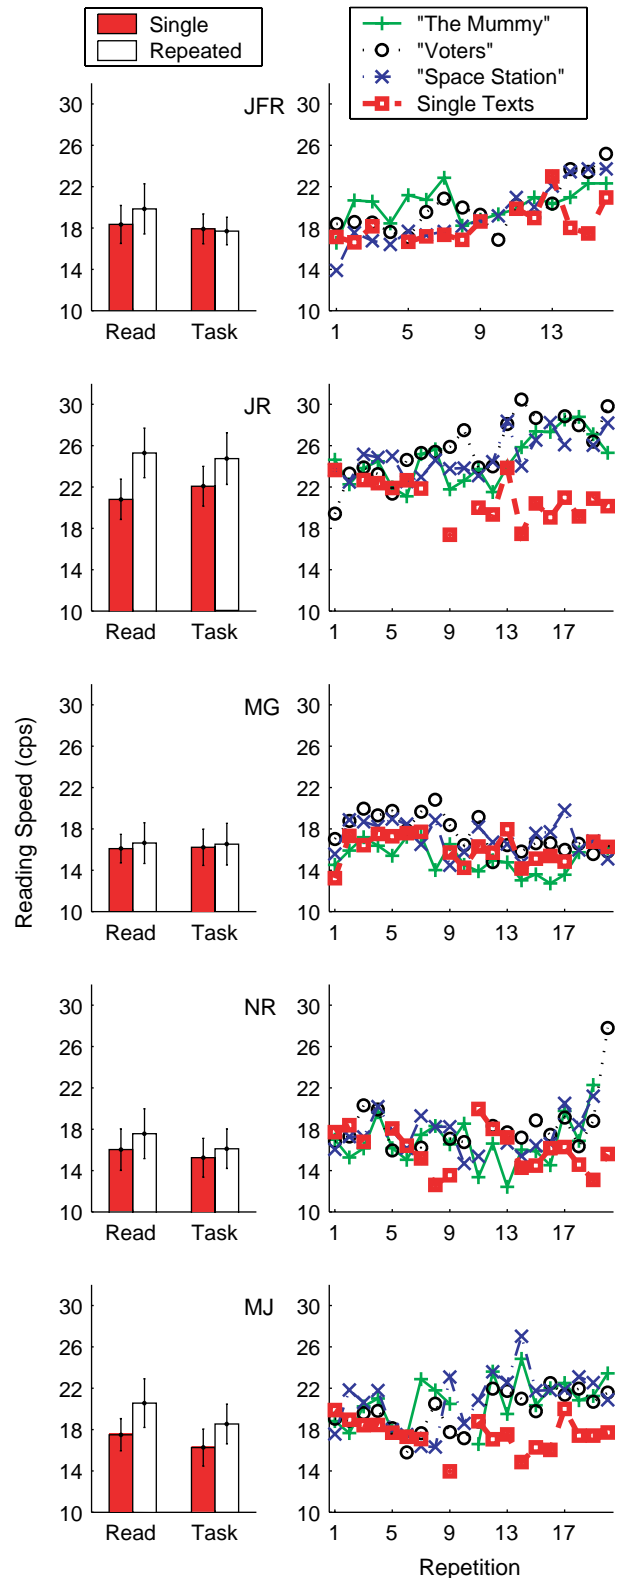 Single
Repeated
"The Mummy"
"Voters"
"Space Station"
Single Texts
JFR
30
26
22
18
14
10
Read Task
30
26
22
18
14
10
1 5 9 13
JR
30
26
22
18
14
10
Read Task
30
26
22
18
14
10
1 5 9 13 17
MG
30
26
22
18
14
10
Read Task
30
26
22
18
14
10
1 5 9 13 17
Reading Speed (cps)
NR
30
26
22
18
14
10
Read Task
30
26
22
18
14
10
1 5 9 13 17
MJ
30
26
22
18
14
10
Read Task
30
26
22
18
14
10
1 5 9 13 17
Repetition